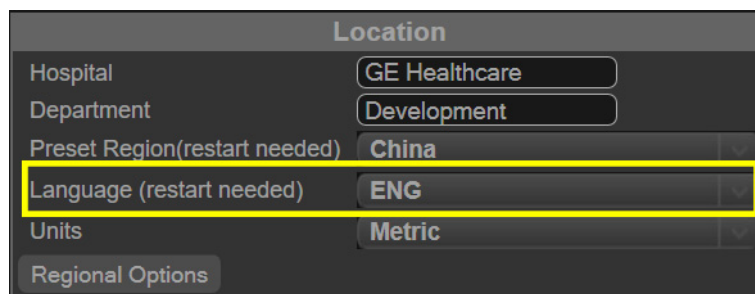 Location
Hospital GE Healthcare
Department Development
Preset Region(restart needed) China
Language (restart needed) ENG
Units Metric
Regional Options